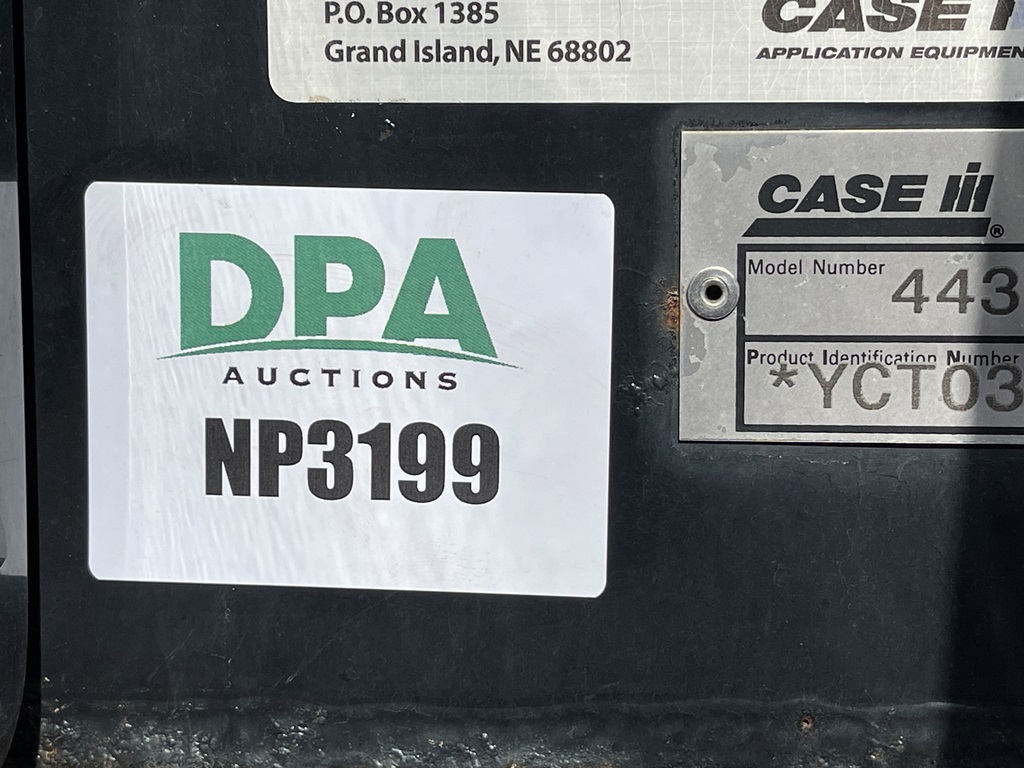 P.O. Box 1385
Grand Island, NE 68802
CASE
APPLICATION EQUIPMEN
DPA
AUCTIONS
NP3199
CASE IH
®
Model Number 443
Product Identification Number
*YCT03